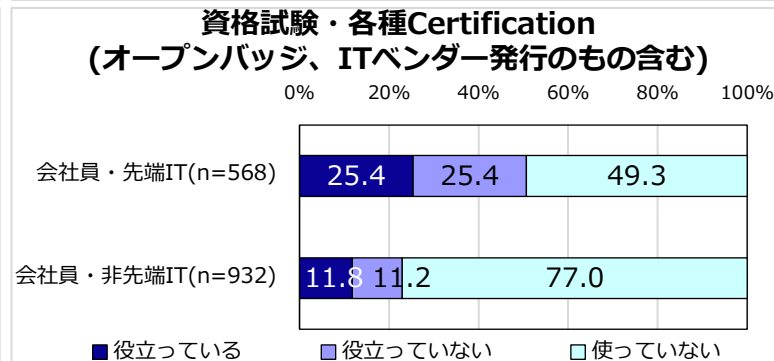 資格試験・各種Certification
(オープンバッジ、ITベンダー発行のもの含む)
0% 20% 40% 60% 80% 100%
会社員・先端IT(n=568) 25.4 25.4 49.3
会社員・非先端IT(n=932) 11.8 11.2 77.0
役立っている 役立っていない 使っていない